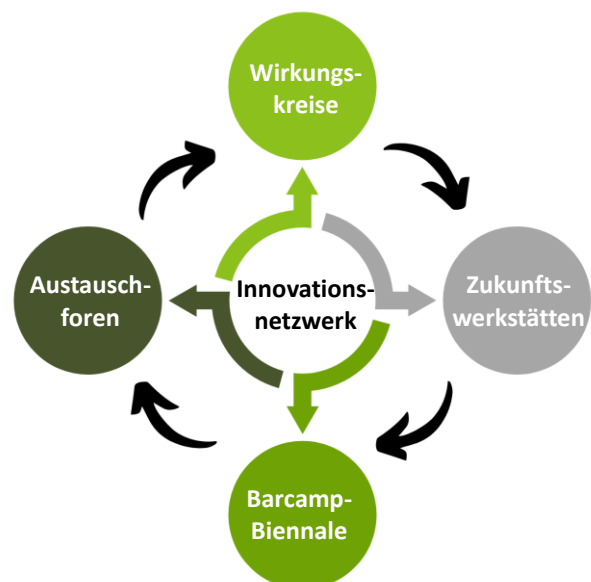 Wirkungs-
kreise
Austausch-
foren
Innovations-
netzwerk
Zukunfts-
werkstätten
Barcamp-
Biennale